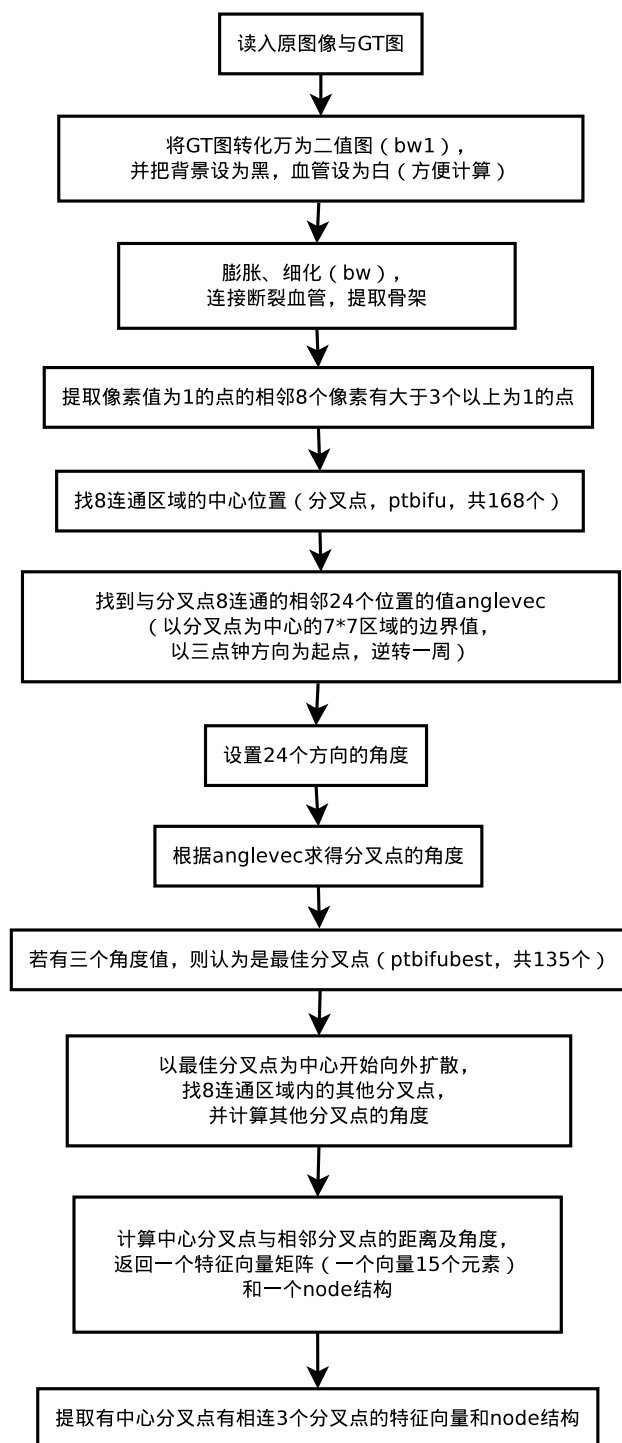 读入原图像与GT图
将GT图转化万为二值图（bw1），
并把背景设为黑，血管设为白（方便计算）
膨胀、细化（bw），
连接断裂血管，提取骨架
提取像素值为1的点的相邻8个像素有大于3个以上为1的点
找8连通区域的中心位置（分叉点，ptbifu，共168个）
找到与分叉点8连通的相邻24个位置的值anglevec
（以分叉点为中心的7*7区域的边界值，
以三点钟方向为起点，逆转一周）
设置24个方向的角度
根据anglevec求得分叉点的角度
若有三个角度值，则认为是最佳分叉点（ptbifubest，共135个）
以最佳分叉点为中心开始向外扩散，
找8连通区域内的其他分叉点，
并计算其他分叉点的角度
计算中心分叉点与相邻分叉点的距离及角度，
返回一个特征向量矩阵（一个向量15个元素）
和一个node结构
提取有中心分叉点有相连3个分叉点的特征向量和node结构